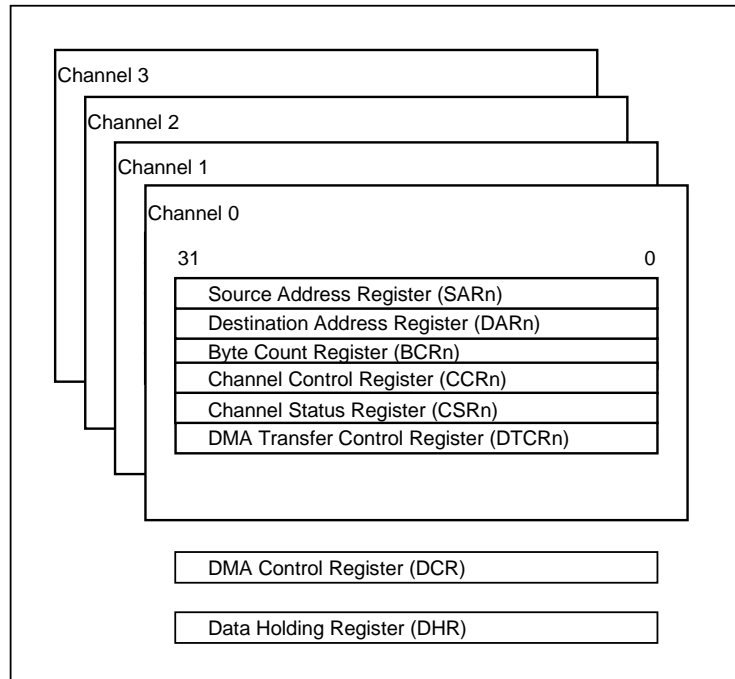 Channel 3
Channel 2
Channel 1
Channel 0
31 0
Source Address Register (SARn)
Destination Address Register (DARn)
Byte Count Register (BCRn)
Channel Control Register (CCRn)
Channel Status Register (CSRn)
DMA Transfer Control Register (DTCRn)
DMA Control Register (DCR)
Data Holding Register (DHR)